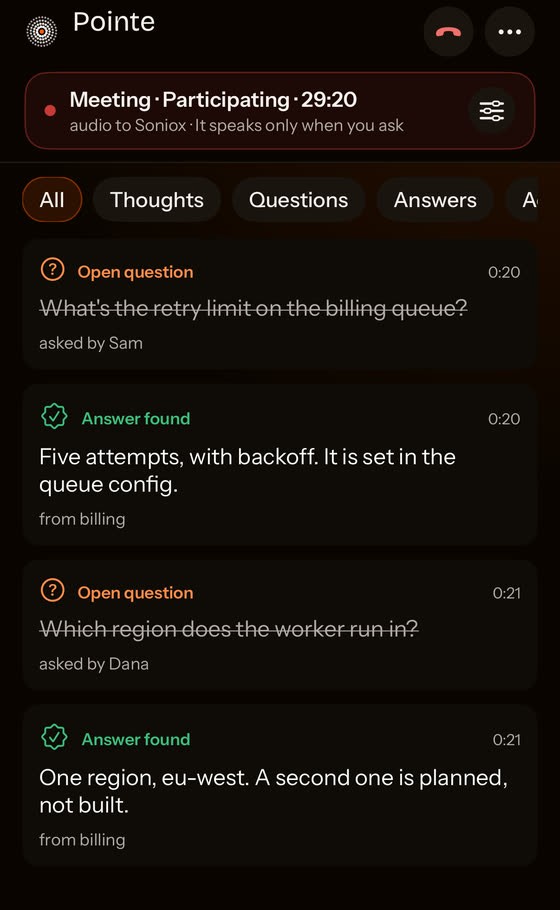 Pointe
Meeting · Participating · 29:20
audio to Soniox · It speaks only when you ask
All
Thoughts
Questions
Answers
Open question
0:20
What's the retry limit on the billing queue?
asked by Sam
Answer found
0:20
Five attempts, with backoff. It is set in the
queue config.
from billing
Open question
0:21
Which region does the worker run in?
asked by Dana
Answer found
0:21
One region, eu-west. A second one is planned,
not built.
from billing